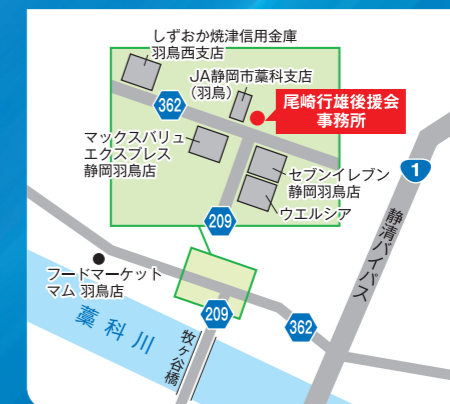 しずおか焼津信用金庫
羽鳥西支店
JA静岡市藁科支店
（羽鳥）
362
尾崎行雄後援会
事務所
マックスバリュ
エクスプレス
静岡羽鳥店
セブンイレブン
静岡羽鳥店
ウエルシア
209
1
静清バイパス
フードマーケット
マム 羽鳥店
藁科川
209
牧ヶ谷橋
362